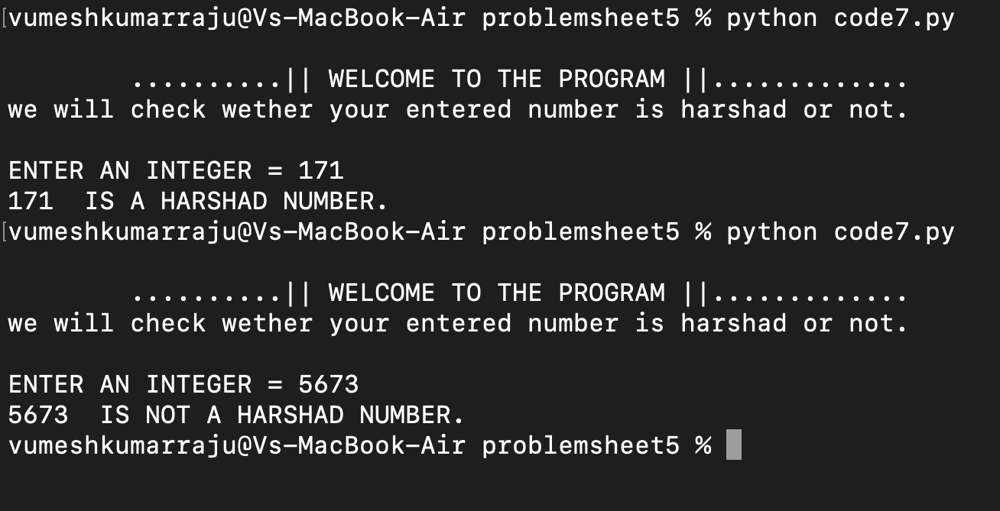 [vumeshkumarraju@Vs-MacBook-Air problemsheet5 % python code7.py
..........|| WELCOME TO THE PROGRAM ||.............
we will check wether your entered number is harshad or not.
ENTER AN INTEGER = 171
171  IS A HARSHAD NUMBER.
[vumeshkumarraju@Vs-MacBook-Air problemsheet5 % python code7.py
..........|| WELCOME TO THE PROGRAM ||.............
we will check wether your entered number is harshad or not.
ENTER AN INTEGER = 5673
5673  IS NOT A HARSHAD NUMBER.
vumeshkumarraju@Vs-MacBook-Air problemsheet5 %